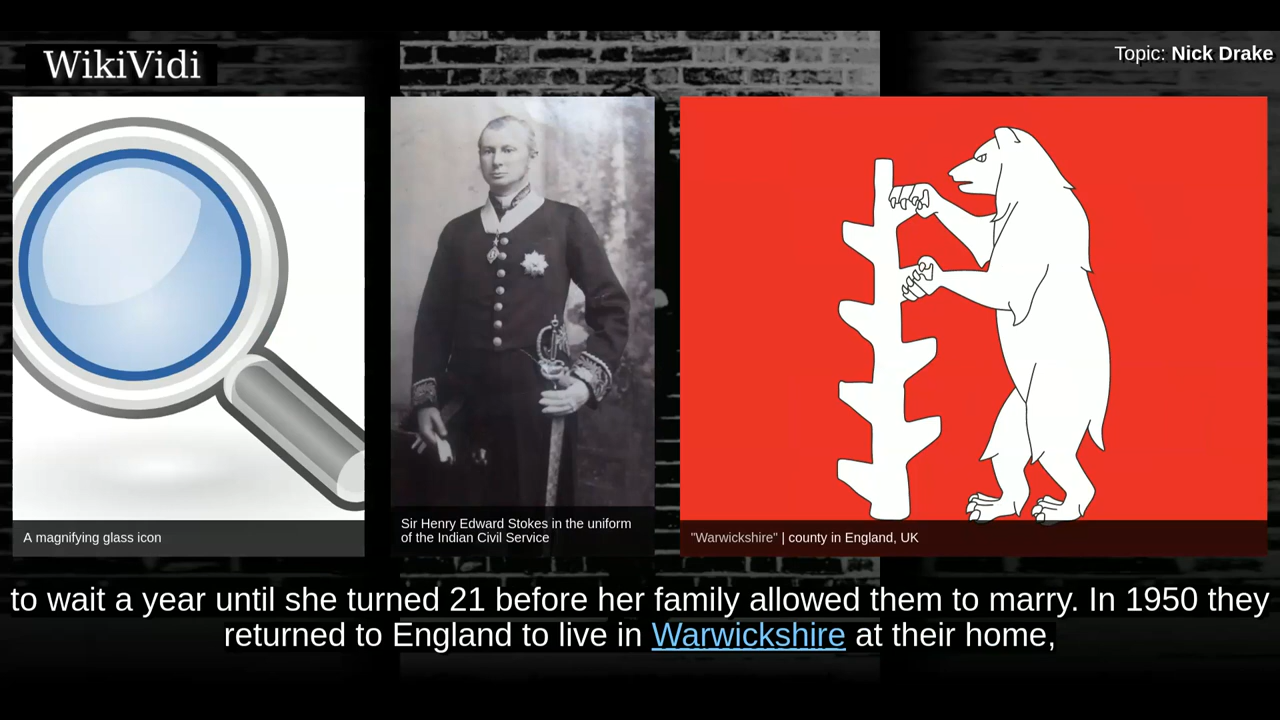 WikiVidi
Topic: Nick Drake
A magnifying glass icon
Sir Henry Edward Stokes in the uniform
of the Indian Civil Service
"Warwickshire" | county in England, UK
to wait a year until she turned 21 before her family allowed them to marry. In 1950 they
returned to England to live in Warwickshire at their home,